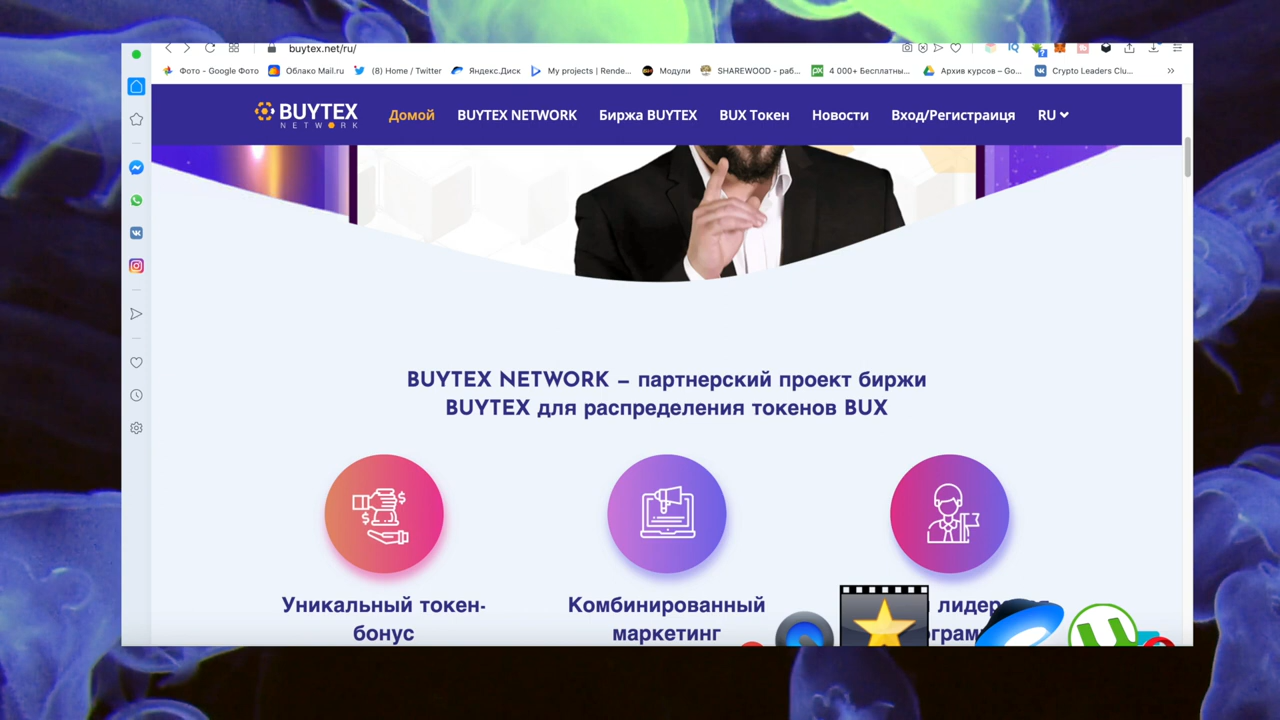 buytex.net/ru/
Фото - Google Фото
Облако Mail.ru
(8) Home / Twitter
Яндекс.Диск
My projects | Rende...
Модули
SHAREWOOD - раб...
4 000+ Бесплатны...
Архив курсов – Go...
Crypto Leaders Clu...
BUYTEX
NETWORK
Домой
BUYTEX NETWORK
Биржа BUYTEX
BUX Токен
Новости
Вход/Регистраиця
RU
BUYTEX NETWORK – партнерский проект биржи
BUYTEX для распределения токенов BUX
Уникальный токен-
бонус
Комбинированный
маркетинг